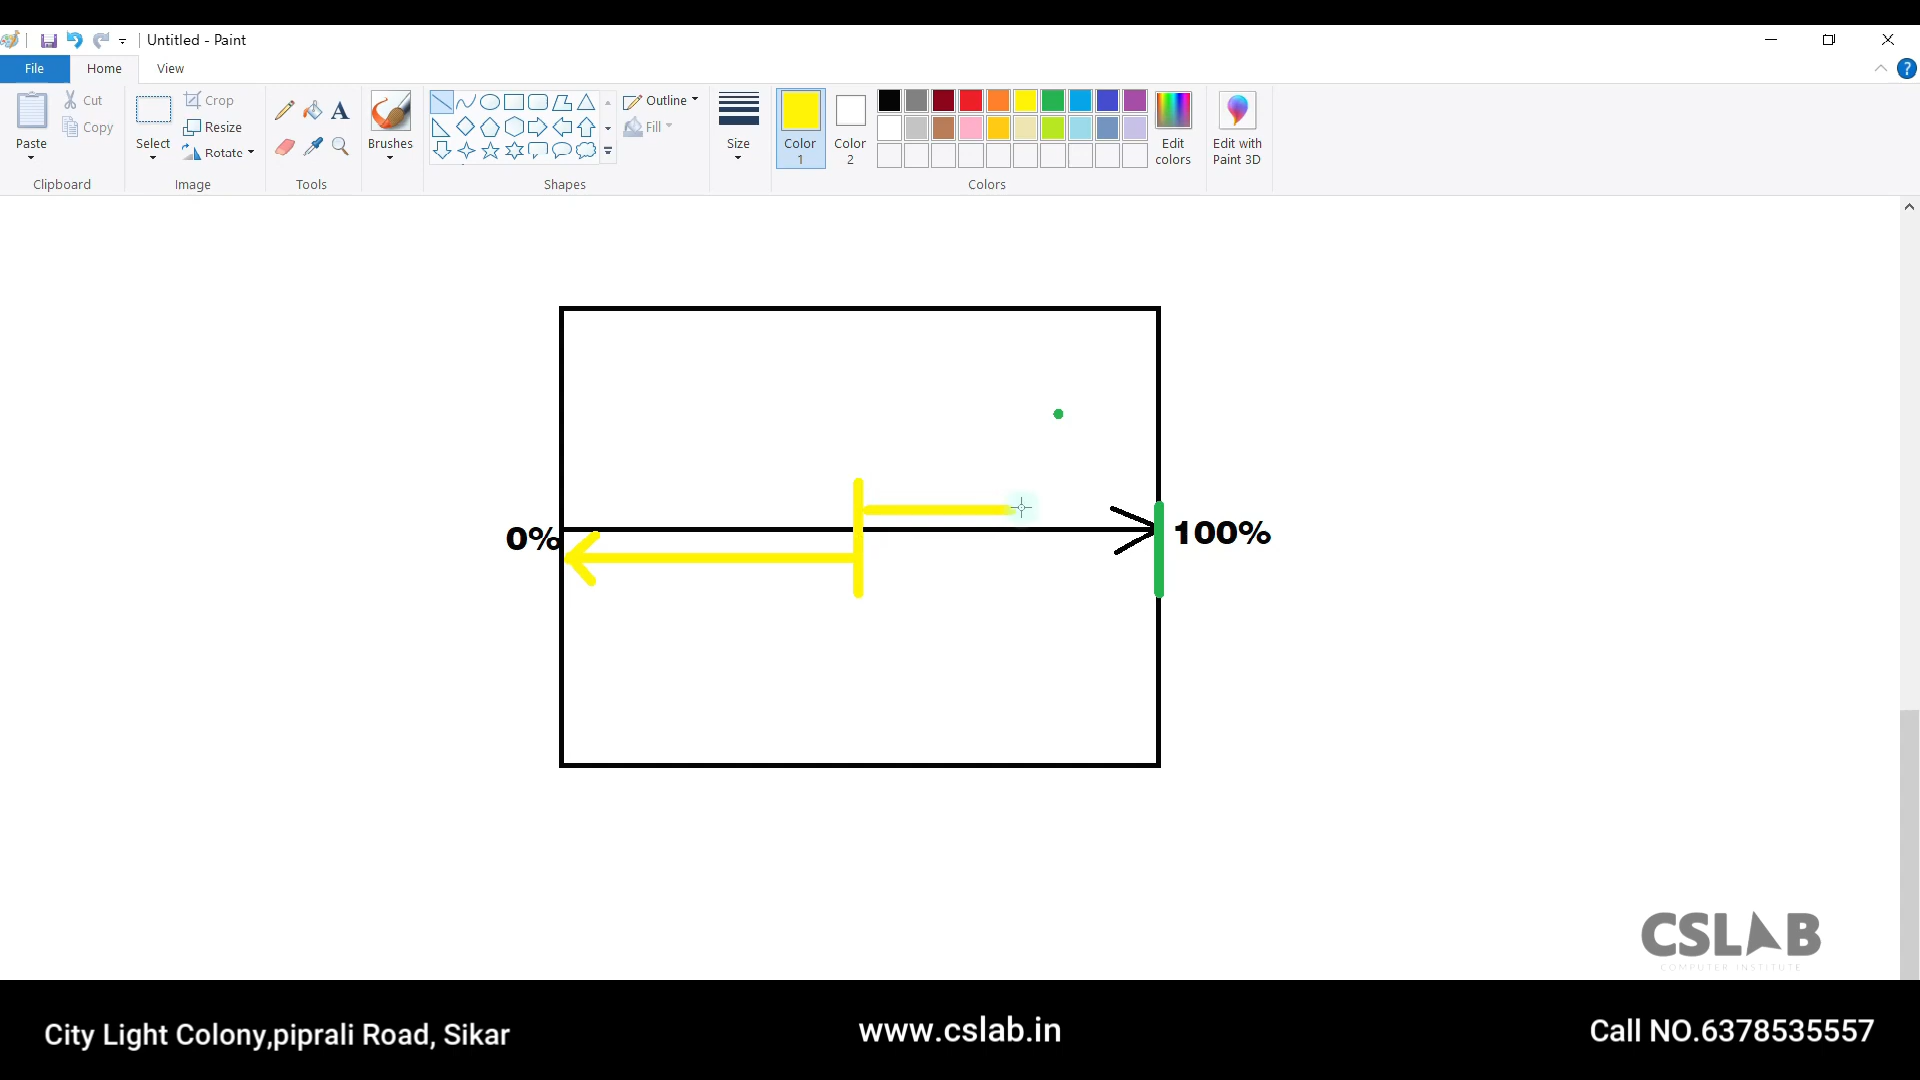 Untitled - Paint
File
Home
View
Paste
Cut
Copy
Clipboard
Select
Crop
Resize
Rotate
Image
A
Tools
Brushes
Shapes
Outline
Fill
Size
Color
1
Color
2
Colors
Edit
colors
Edit with
Paint 3D
?
0%
100%
CSLAB
COMPUTER INSTITUTE
City Light Colony,piprali Road, Sikar
www.cslab.in
Call NO.6378535557